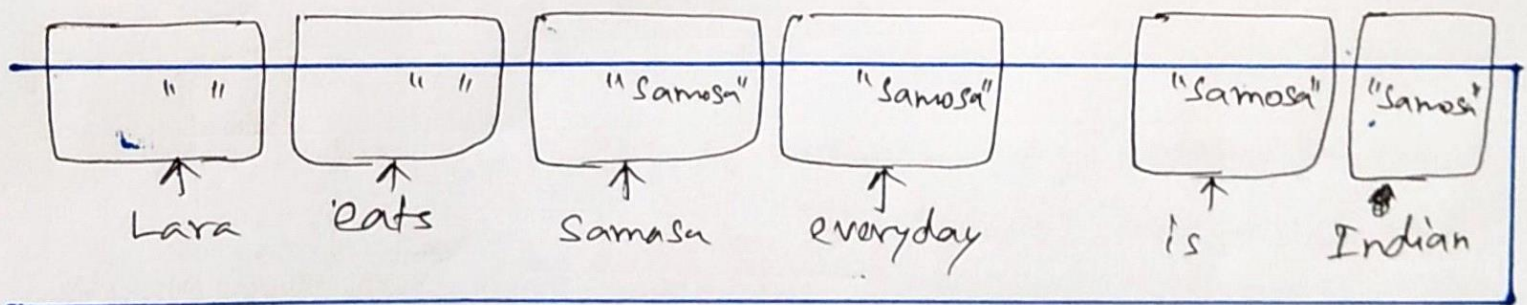 " " " " "Samosa" "Samosa" "Samosa" "Samosa"
Lara eats Samasa everyday is Indian